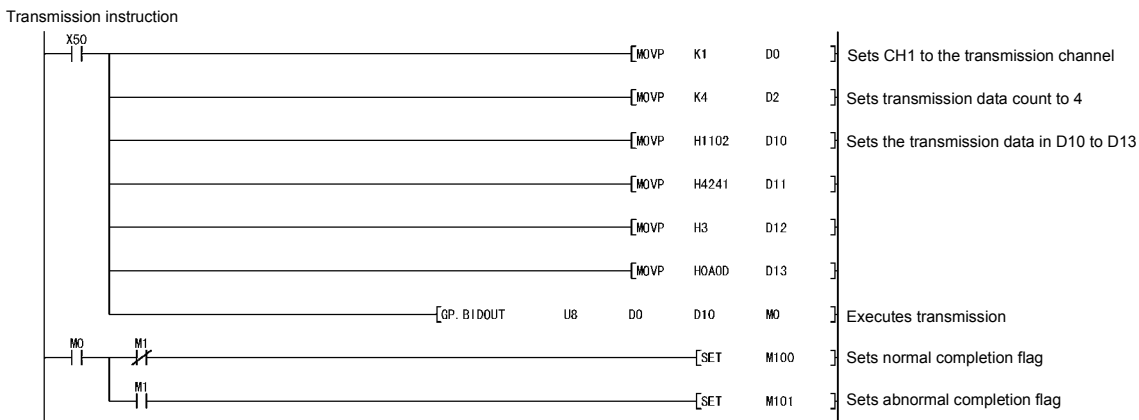 Transmission instruction
X50
[MOVP K1 D0 ] Sets CH1 to the transmission channel
[MOVP K4 D2 ] Sets transmission data count to 4
[MOVP H1102 D10 ] Sets the transmission data in D10 to D13
[MOVP H4241 D11 ]
[MOVP H3 D12 ]
[MOVP H0A0D D13 ]
[GP.BIDOUT U8 D0 D10 M0 ] Executes transmission
M0 M1
[SET M100 ] Sets normal completion flag
M1
[SET M101 ] Sets abnormal completion flag